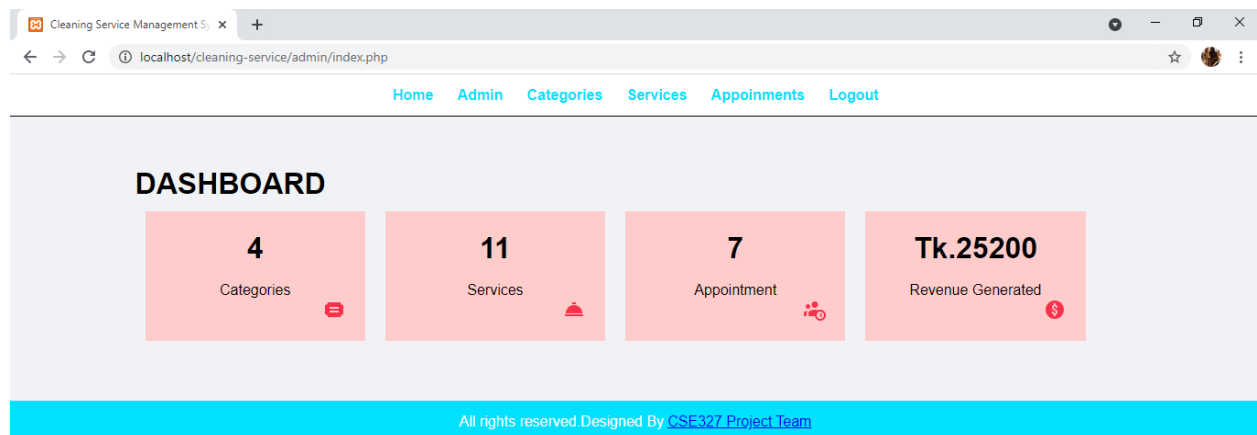 Cleaning Service Management Sy
localhost/cleaning-service/admin/index.php
Home Admin Categories Services Appoinments Logout
DASHBOARD
4 11 7 Tk.25200
Categories Services Appointment Revenue Generated
All rights reserved.Designed By CSE327 Project Team